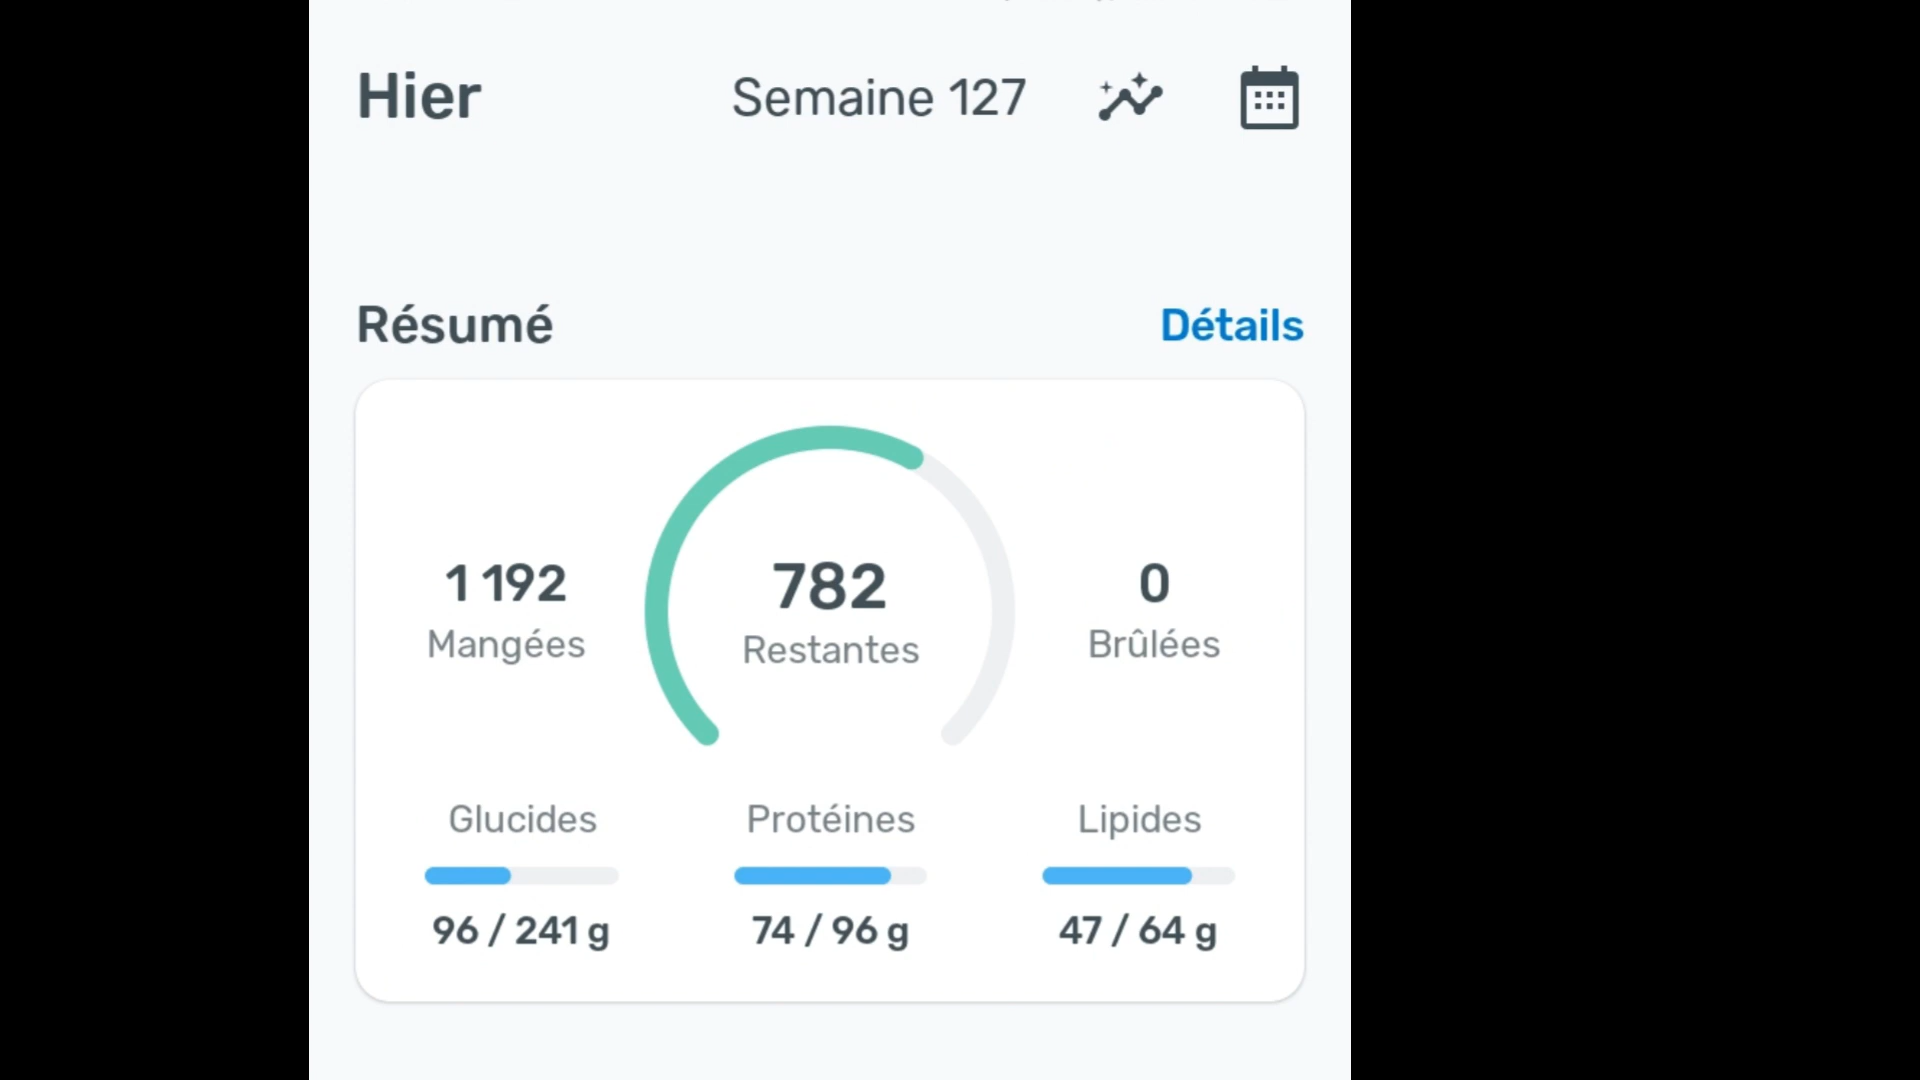 Hier Semaine 127
Résumé Détails
1 192 782 0
Mangées Restantes Brûlées
Glucides Protéines Lipides
96 / 241 g 74 / 96 g 47 / 64 g